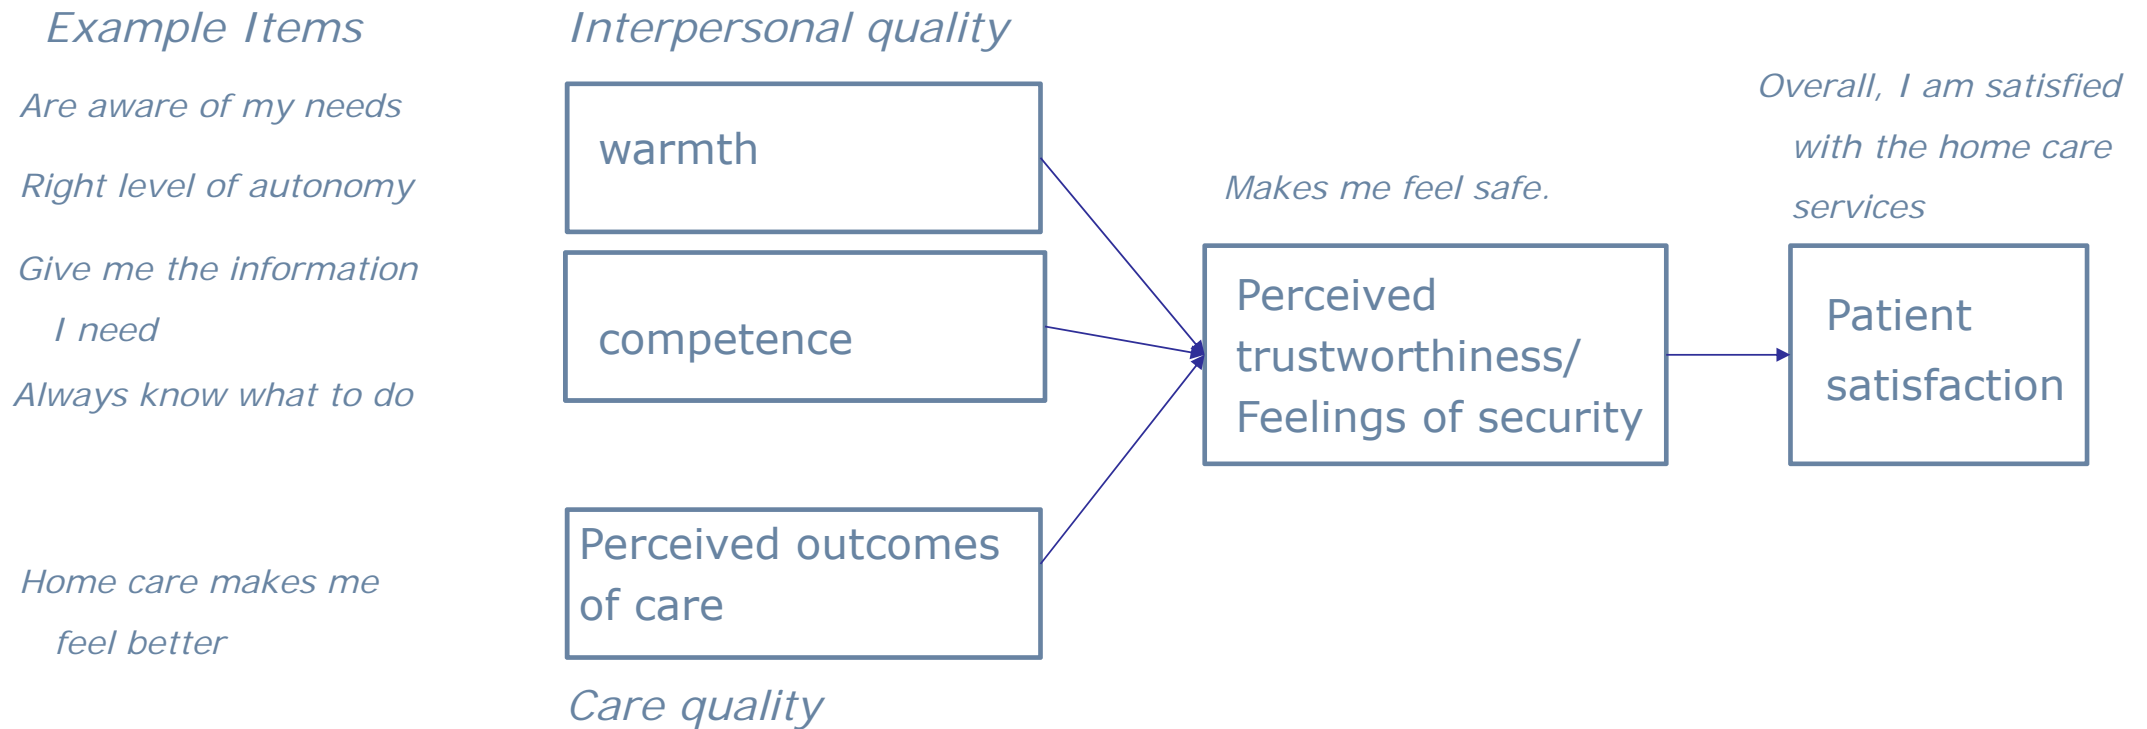 Example Items
Are aware of my needs
Right level of autonomy
Give me the information
I need
Always know what to do
Home care makes me
feel better
Interpersonal quality
warmth
competence
Perceived outcomes
of care
Care quality
Makes me feel safe.
Perceived
trustworthiness/
Feelings of security
Overall, I am satisfied
with the home care
services
Patient
satisfaction